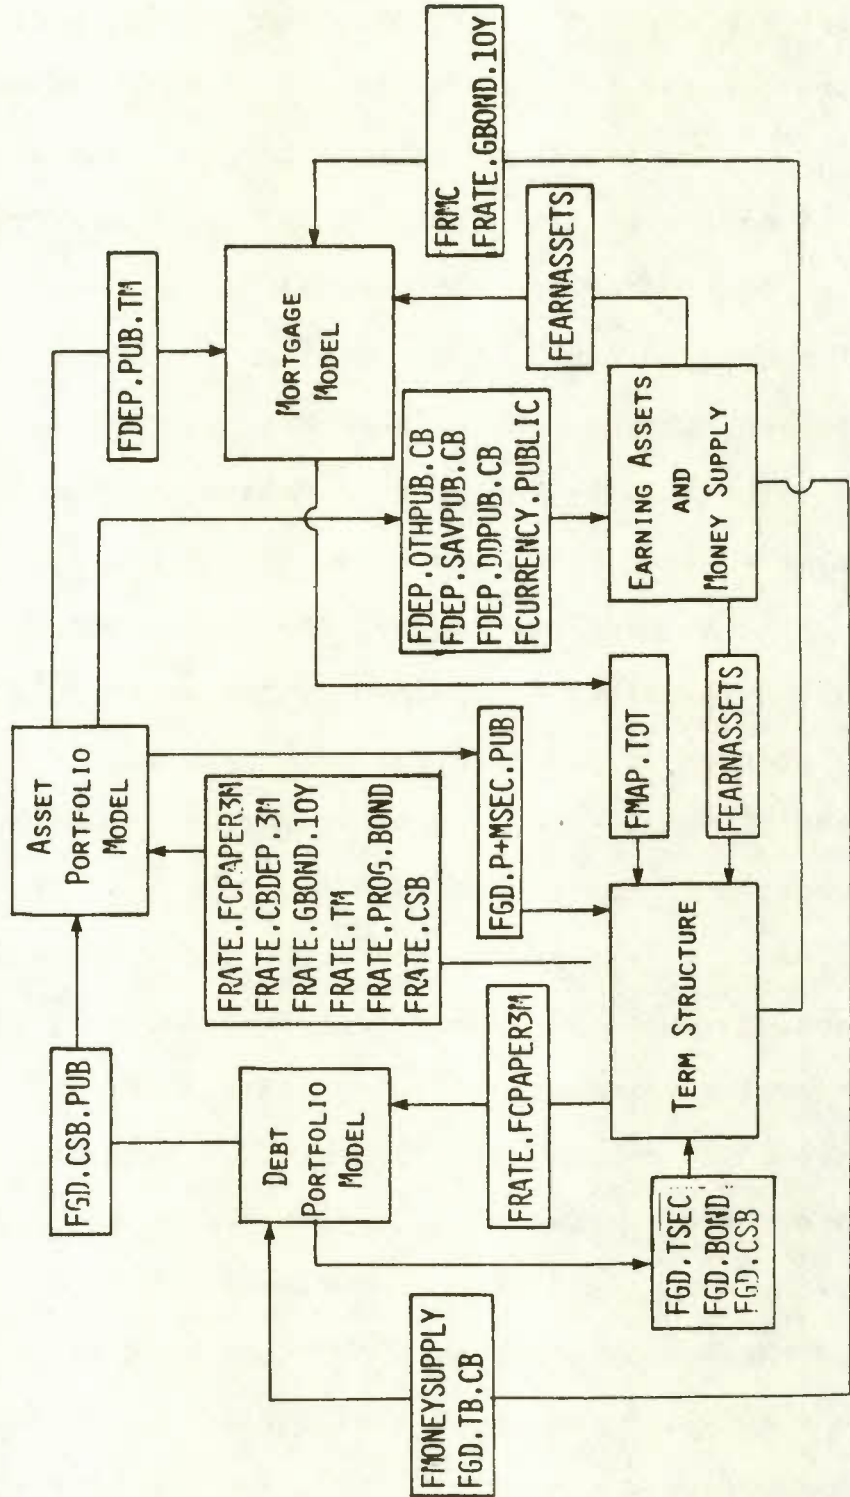 FGD.CSB.PUB
ASSET
PORTFOLIO
MODEL
FDEP.PUB.TM
FMONEYSUPPLY
FGD.TB.CB
DEBT
PORTFOLIO
MODEL
FRATE.FCPAPER3M
FRATE.CBDEP.3M
FRATE.GBOND.10Y
FRATE.TM
FRATE.PROG.BOND
FRATE.CSB
MORTGAGE
MODEL
FRATE.FCPAPER3M
FGD.P+MSEC.PUB
FDEP.OTHPUB.CB
FDEP.SAVPUB.CB
FDEP.DDPUB.CB
FCURRENCY.PUBLIC
FRMC
FRATE.GBOND.10Y
FEARNASSETS
FGD.TSEC
FGD.BOND
FGD.CSB
TERM STRUCTURE
FMAP.TOT
FEARNASSETS
EARNING ASSETS
AND
MONEY SUPPLY